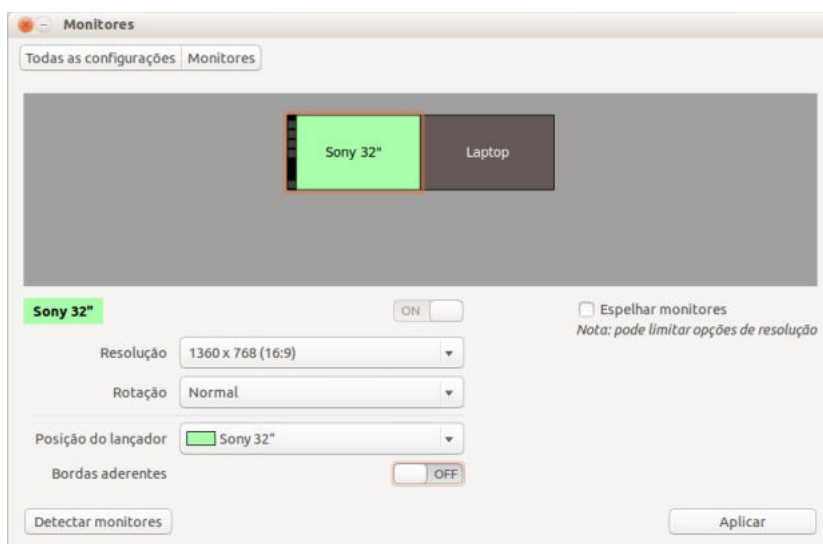 Monitores
Todas as configurações Monitores
Sony 32" Laptop
Sony 32" ON Espelhar monitores
Nota: pode limitar opções de resolução
Resolução 1360 x 768 (16:9)
Rotação Normal
Posição do lançador Sony 32"
Bordas aderentes OFF
Detectar monitores Aplicar